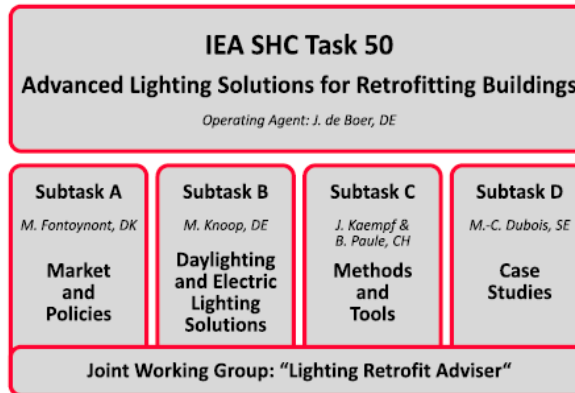 IEA SHC Task 50
Advanced Lighting Solutions for Retrofitting Buildings
Operating Agent: J. de Boer, DE
Subtask A
M. Fontoynont, DK
Market
and
Policies
Subtask B
M. Knoop, DE
Daylighting
and Electric
Lighting
Solutions
Subtask C
J. Kaempf &
B. Paule, CH
Methods
and
Tools
Subtask D
M.-C. Dubois, SE
Case
Studies
Joint Working Group: “Lighting Retrofit Adviser“